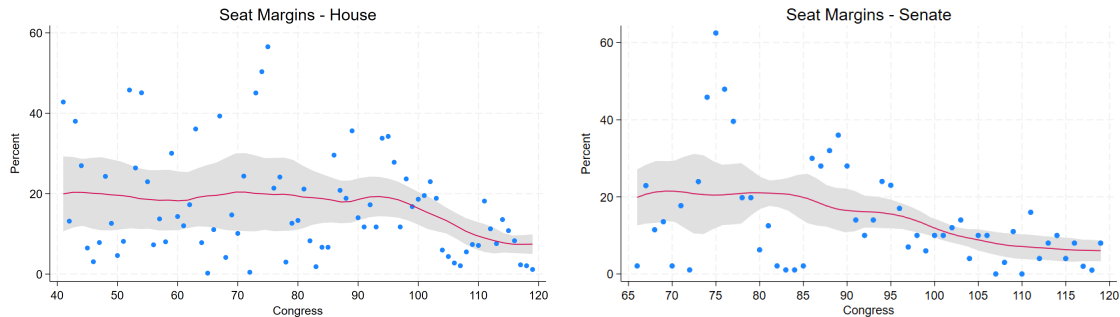 Seat Margins - House
Percent
60
40
20
0
40 50 60 70 80 90 100 110 120
Congress
Seat Margins - Senate
Percent
60
40
20
0
65 70 75 80 85 90 95 100 105 110 115 120
Congress